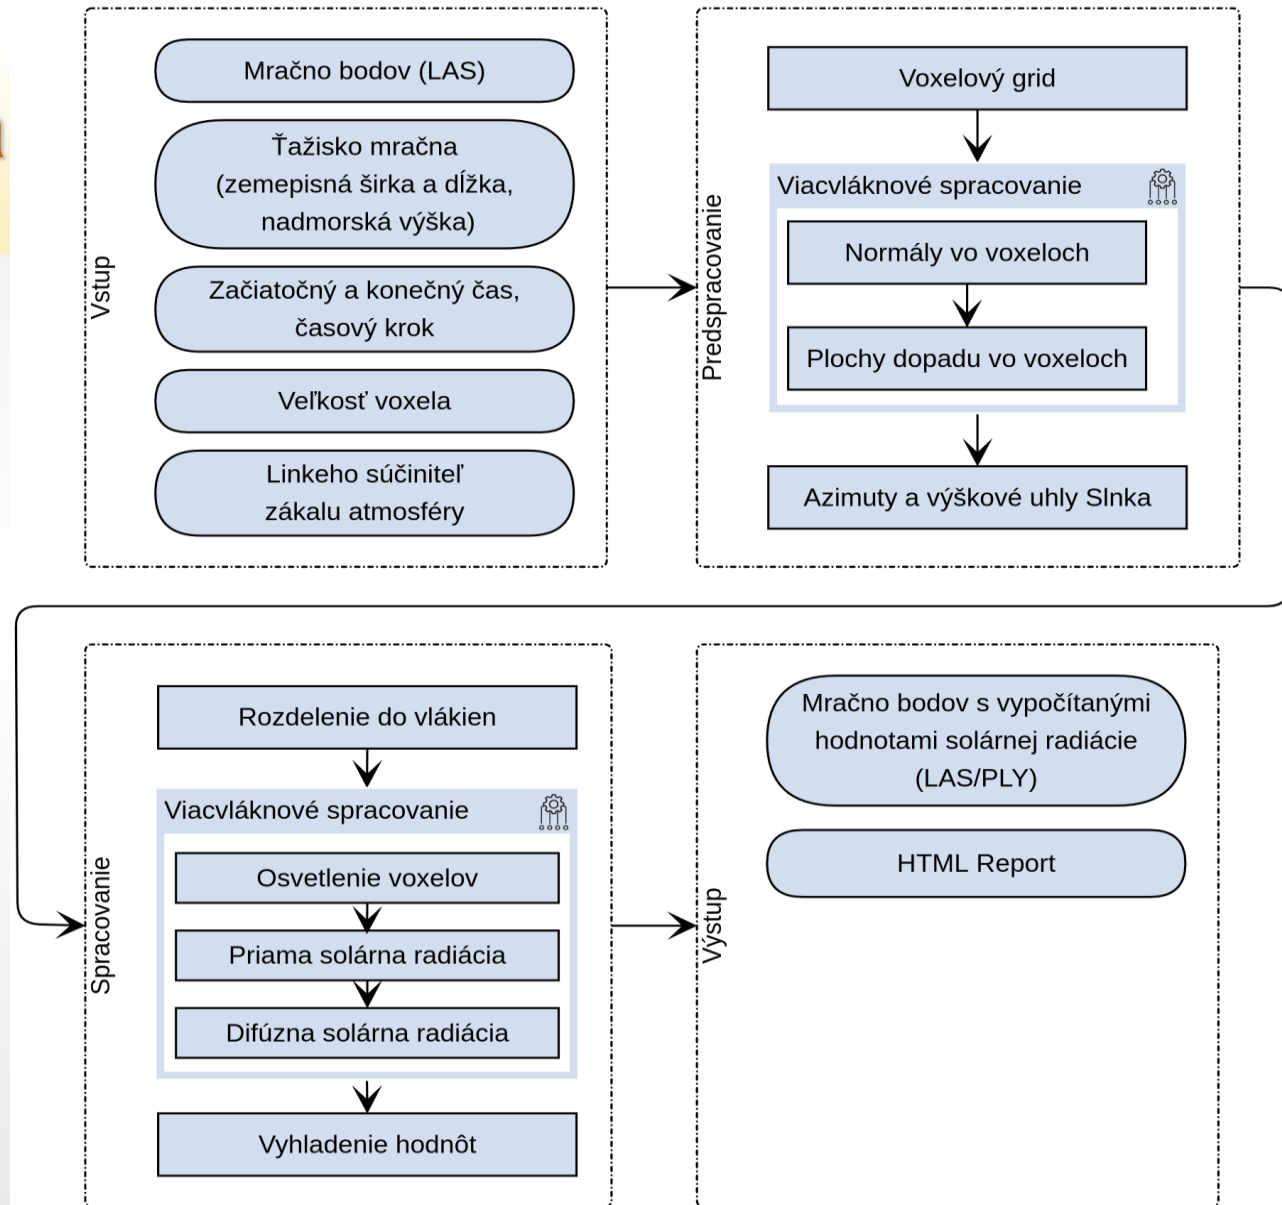 Vstup
Mračno bodov (LAS)
Ťažisko mračna
(zemepisná širka a dĺžka,
nadmorská výška)
Začiatočný a konečný čas,
časový krok
Veľkosť voxela
Linkeho súčiniteľ
zákalu atmosféry
Predspracovanie
Voxelový grid
Viacvláknové spracovanie
Normály vo voxeloch
Plochy dopadu vo voxeloch
Azimuty a výškové uhly Slnka
Spracovanie
Rozdelenie do vlákien
Viacvláknové spracovanie
Osvetlenie voxelov
Priama solárna radiácia
Difúzna solárna radiácia
Vyhladenie hodnôt
Výstup
Mračno bodov s vypočítanými
hodnotami solárnej radiácie
(LAS/PLY)
HTML Report